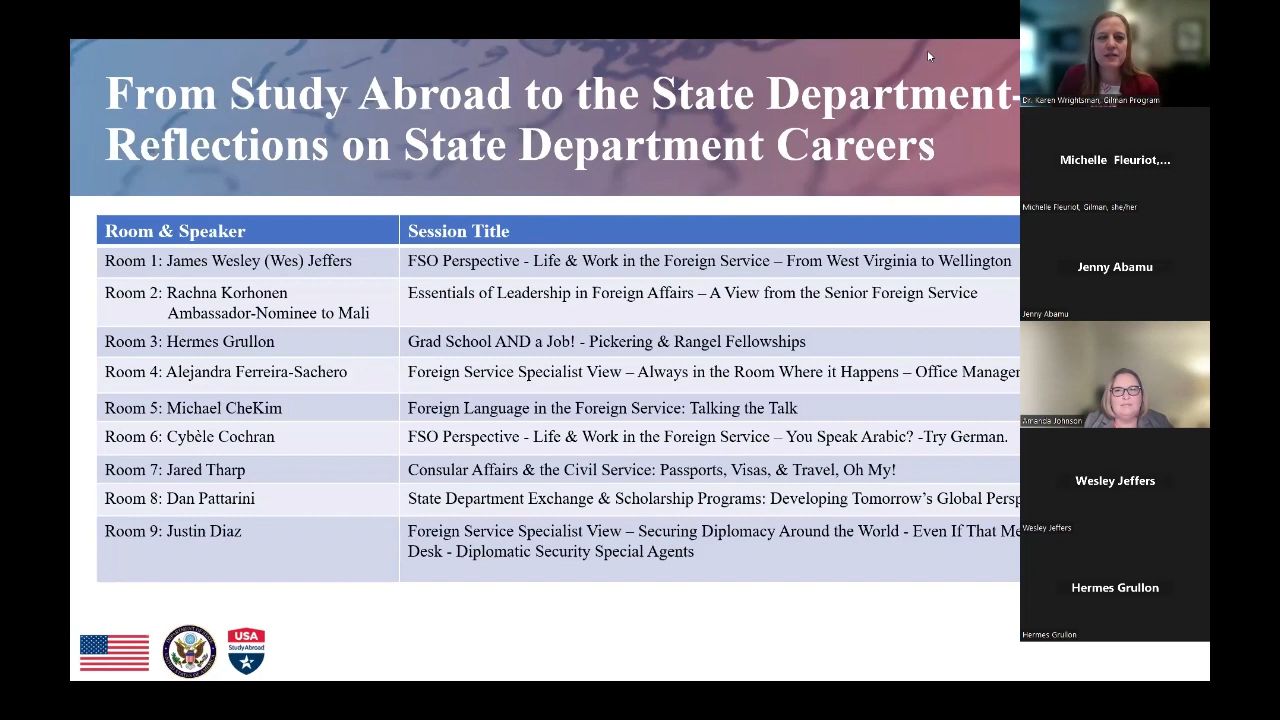 From Study Abroad to the State Department-
Reflections on State Department Careers
Room & Speaker
Session Title
Room 1: James Wesley (Wes) Jeffers
FSO Perspective - Life & Work in the Foreign Service – From West Virginia to Wellington
Room 2: Rachna Korhonen
Ambassador-Nominee to Mali
Essentials of Leadership in Foreign Affairs – A View from the Senior Foreign Service
Room 3: Hermes Grullon
Grad School AND a Job! - Pickering & Rangel Fellowships
Room 4: Alejandra Ferreira-Sachero
Foreign Service Specialist View – Always in the Room Where it Happens – Office Manager
Room 5: Michael CheKim
Foreign Language in the Foreign Service: Talking the Talk
Room 6: Cybèle Cochran
FSO Perspective - Life & Work in the Foreign Service – You Speak Arabic? -Try German.
Room 7: Jared Tharp
Consular Affairs & the Civil Service: Passports, Visas, & Travel, Oh My!
Room 8: Dan Pattarini
State Department Exchange & Scholarship Programs: Developing Tomorrow's Global Persp
Room 9: Justin Diaz
Foreign Service Specialist View – Securing Diplomacy Around the World - Even If That Me
Desk - Diplomatic Security Special Agents
USA
StudyAbroad
Dr. Karen Wrightsman, Gilman Program
Michelle Fleuriot,...
Michelle Fleuriot, Gilman, she/her
Jenny Abamu
Jenny Abamu
Amanda Johnson
Wesley Jeffers
Wesley Jeffers
Hermes Grullon
Hermes Grullon